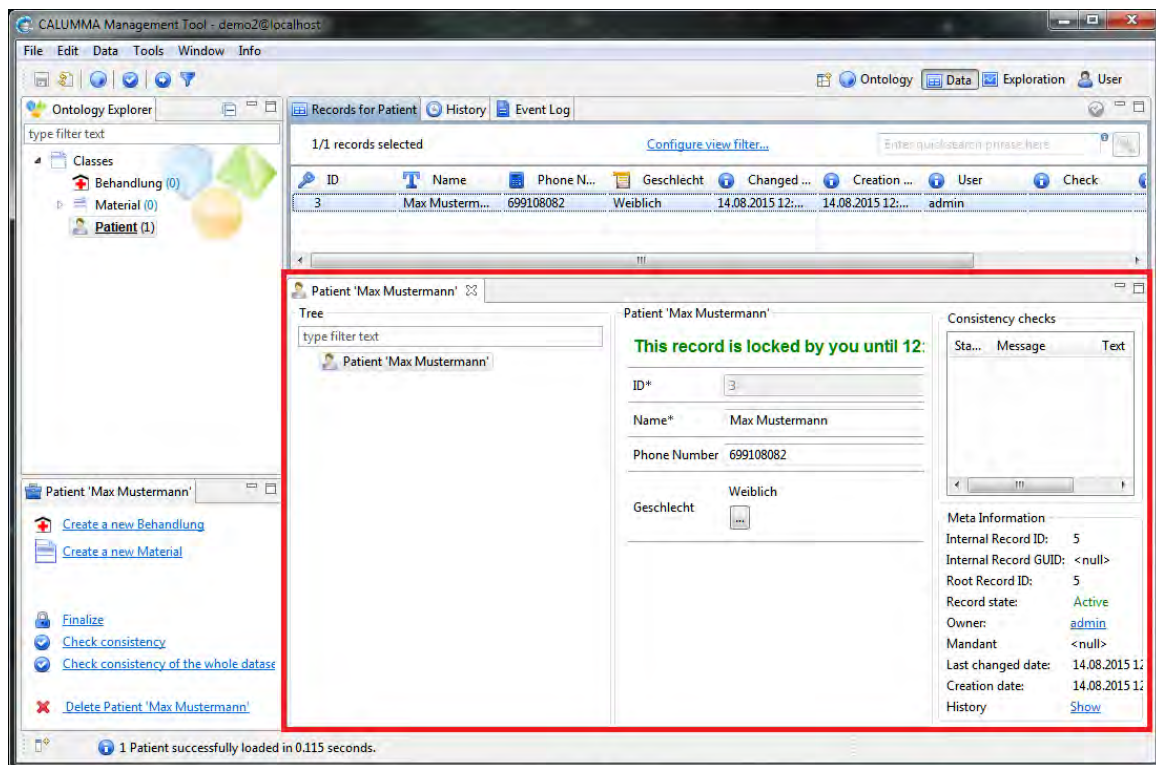 CALUMMA Management Tool - demo2@localhost
File Edit Data Tools Window Info
Ontology Data Exploration User
Ontology Explorer
type filter text
Classes
Behandlung (0)
Material (0)
Patient (1)
Records for Patient History Event Log
1/1 records selected Configure view filter... Enter quicksearch phrase here
ID Name Phone N... Geschlecht Changed ... Creation ... User Check
3 Max Musterm... 699108082 Weiblich 14.08.2015 12:... 14.08.2015 12:... admin
Patient 'Max Mustermann'
Tree
type filter text
Patient 'Max Mustermann'
Patient 'Max Mustermann'
This record is locked by you until 12:
ID* 3
Name* Max Mustermann
Phone Number 699108082
Geschlecht Weiblich
...
Consistency checks
Sta... Message Text
Meta Information
Internal Record ID: 5
Internal Record GUID: <null>
Root Record ID: 5
Record state: Active
Owner: admin
Mandant <null>
Last changed date: 14.08.2015 12
Creation date: 14.08.2015 12
History Show
Patient 'Max Mustermann'
Create a new Behandlung
Create a new Material
Finalize
Check consistency
Check consistency of the whole datase
Delete Patient 'Max Mustermann'
1 Patient successfully loaded in 0.115 seconds.